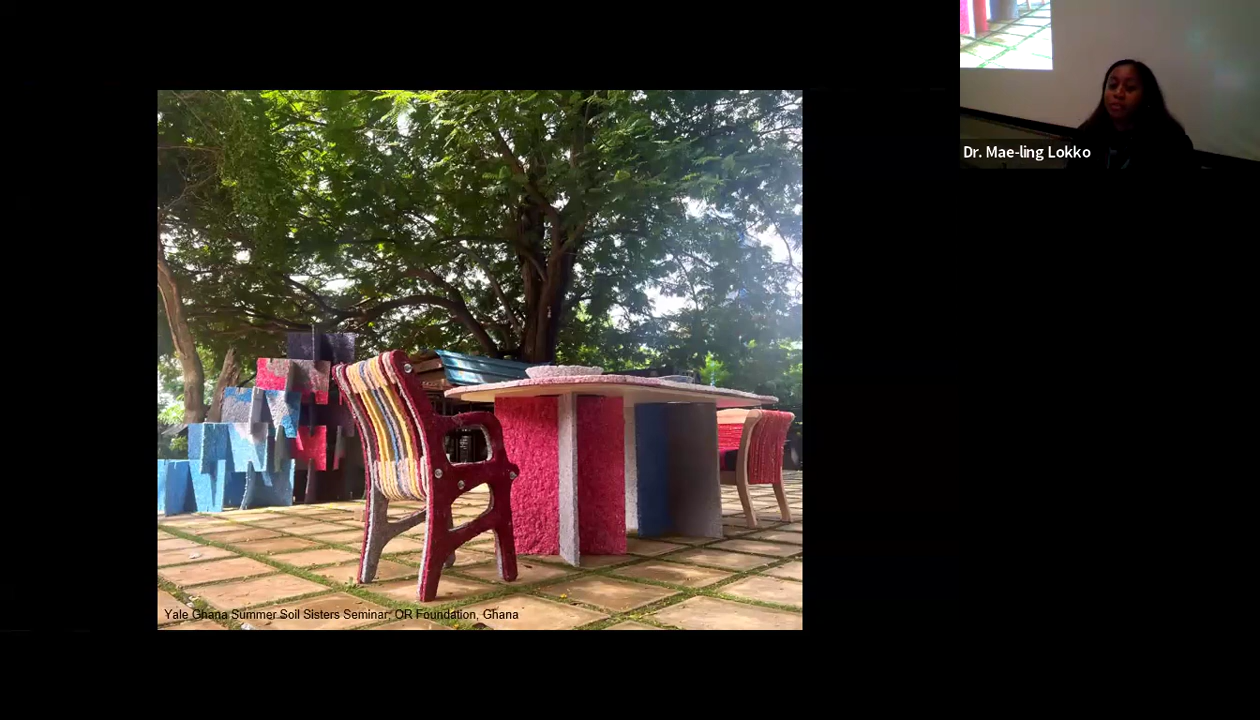 Dr. Mae-ling Lokko
Yale Ghana Summer Soil Sisters Seminar, OR Foundation, Ghana